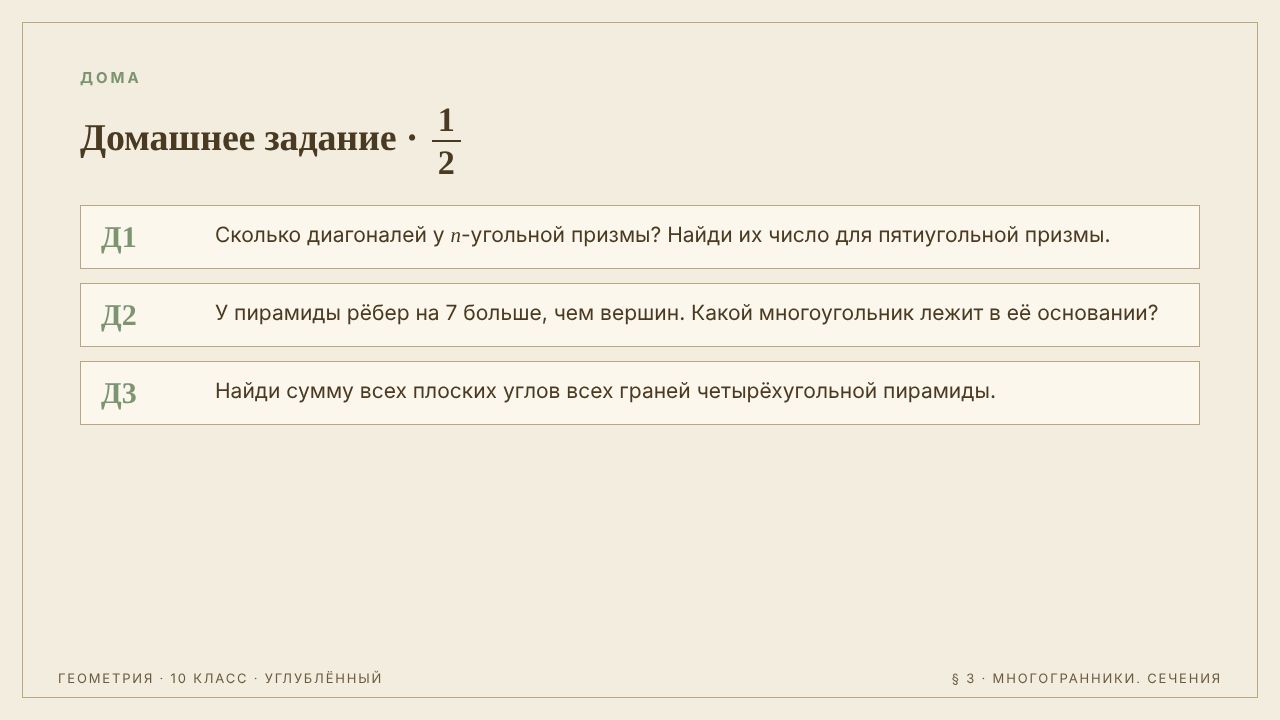 ДОМА
Домашнее задание · 1/2
Д1 Сколько диагоналей у n-угольной призмы? Найди их число для пятиугольной призмы.
Д2 У пирамиды рёбер на 7 больше, чем вершин. Какой многоугольник лежит в её основании?
Д3 Найди сумму всех плоских углов всех граней четырёхугольной пирамиды.
ГЕОМЕТРИЯ · 10 КЛАСС · УГЛУБЛЁННЫЙ
§ 3 · МНОГОГРАННИКИ. СЕЧЕНИЯ